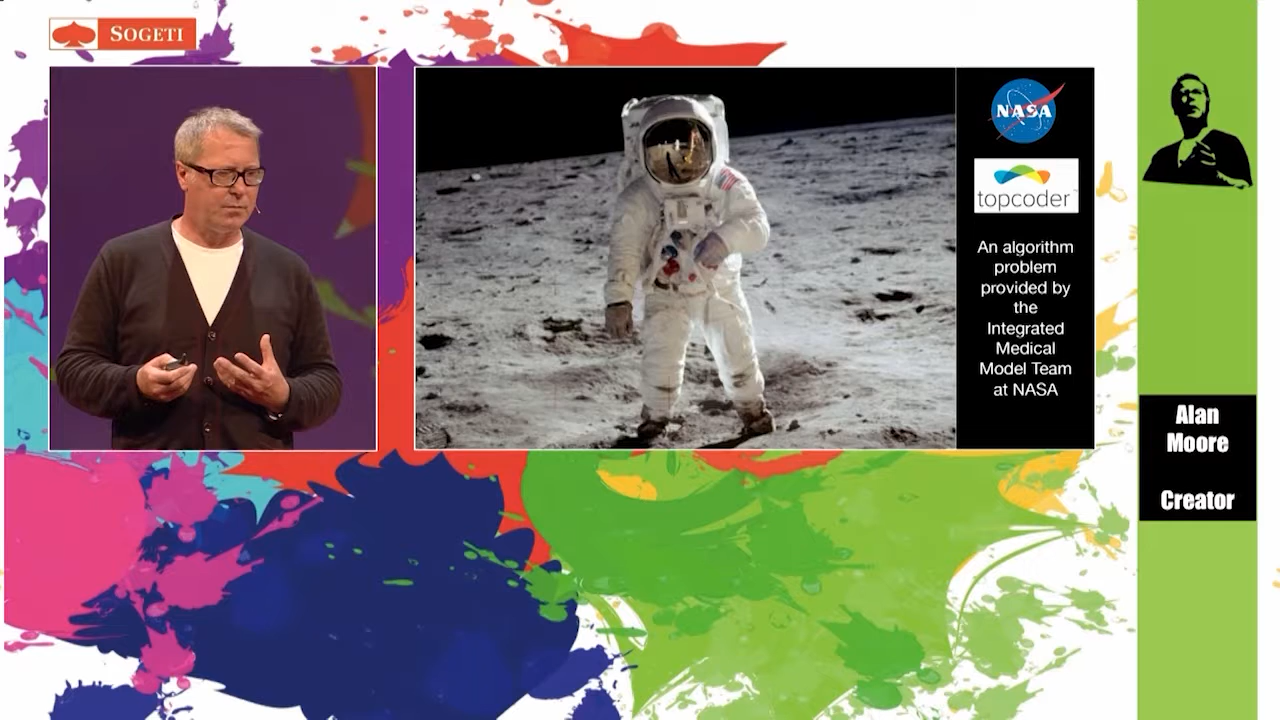 SOGETI
NASA
topcoder
An algorithm
problem
provided by
the
Integrated
Medical
Model Team
at NASA
Alan
Moore
Creator